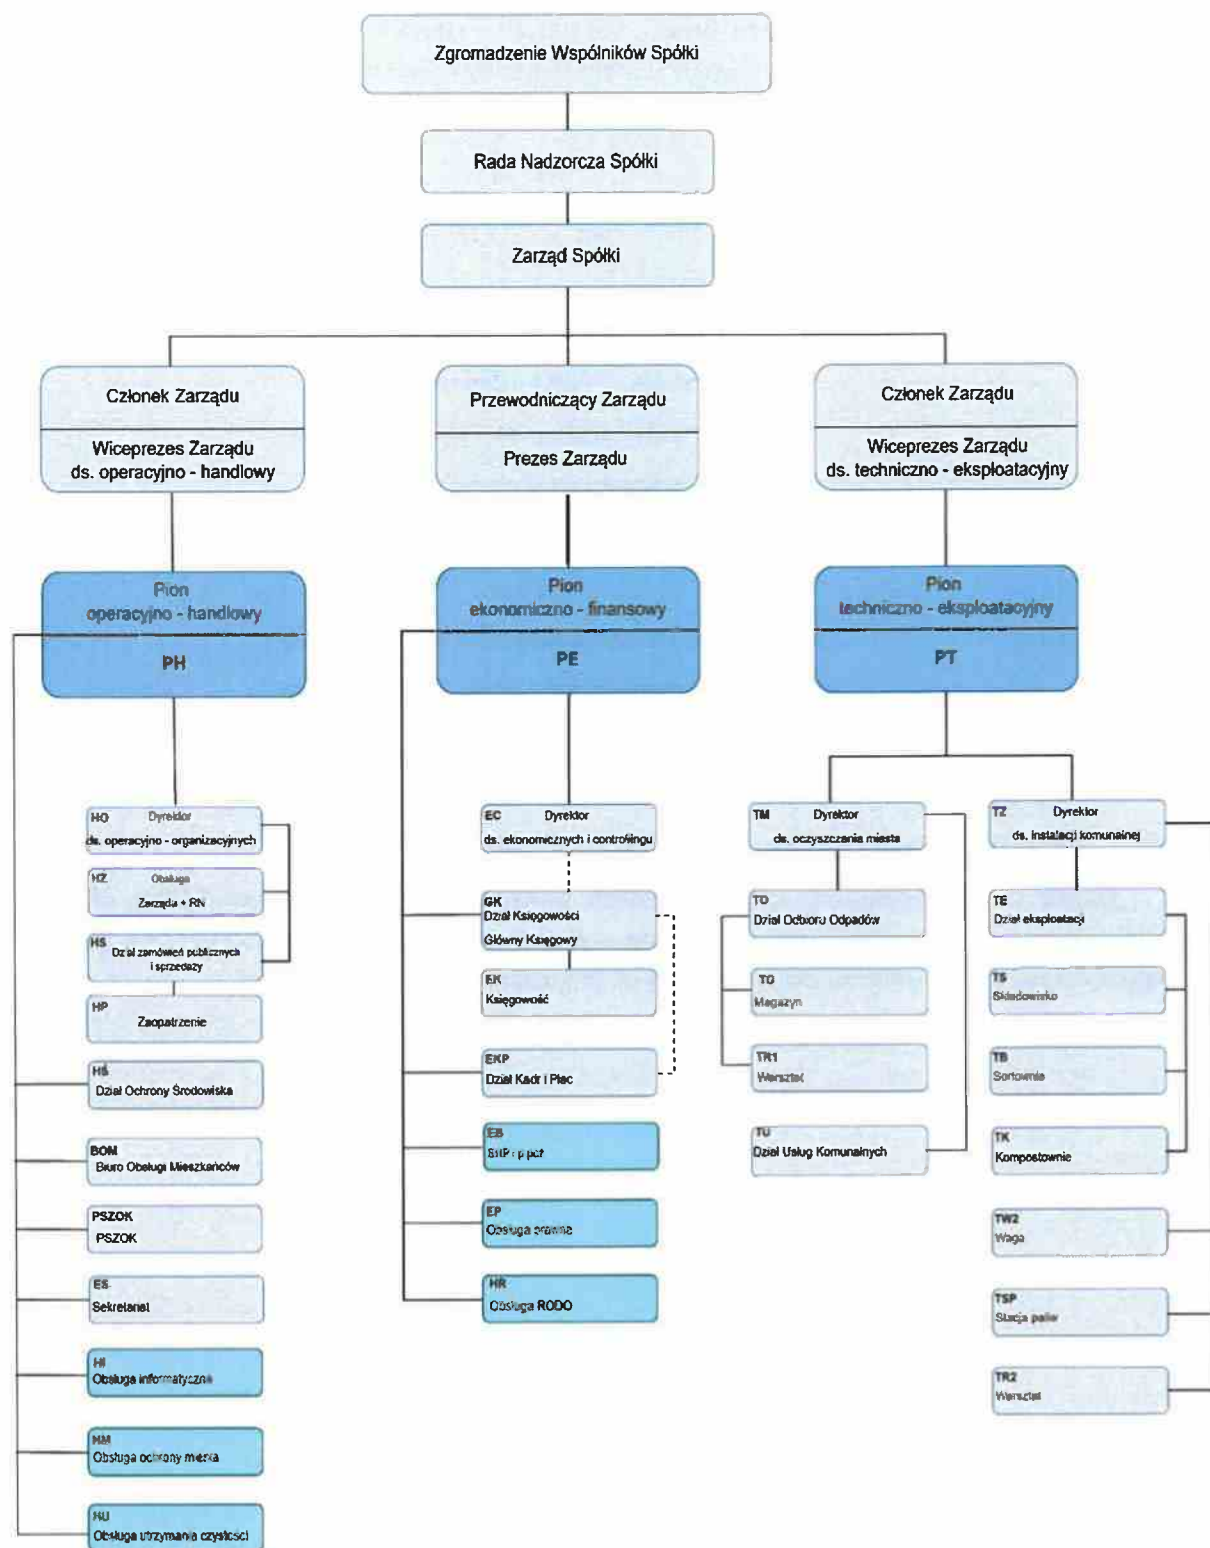 Zgromadzenie Wspólników Spółki
Rada Nadzorcza Spółki
Zarząd Spółki
Członek Zarządu
Wiceprezes Zarządu
ds. operacyjno - handlowy
Przewodniczący Zarządu
Prezes Zarządu
Członek Zarządu
Wiceprezes Zarządu
ds. techniczno - eksploatacyjny
Pion
operacyjno - handlowy
PH
Pion
ekonomiczno - finansowy
PE
Pion
techniczno - eksploatacyjny
PT
HO Dyrektor
ds. operacyjno - organizacyjnych
HZ Obsługa
Zarządu + RN
HS
Dział zamówień publicznych
i sprzedaży
HP
Zaopatrzenie
HŚ
Dział Ochrony Środowiska
BOM
Biuro Obsługi Mieszkańców
PSZOK
PSZOK
ES
Sekretariat
HI
Obsługa informatyczna
HM
Obsługa ochrony mienia
HU
Obsługa utrzymania czystości
EC Dyrektor
ds. ekonomicznych i controllingu
GK
Dział Księgowości
Główny Księgowy
EK
Księgowość
EKP
Dział Kadr i Płac
EB
BHP i p.poż
EP
Obsługa prawna
HR
Obsługa RODO
TM Dyrektor
ds. oczyszczania miasta
TO
Dział Odbioru Odpadów
TG
Magazyn
TR1
Warsztat
TU
Dział Usług Komunalnych
TZ Dyrektor
ds. instalacji komunalnej
TE
Dział eksploatacji
TS
Składowisko
TB
Sortownia
TK
Kompostownie
TW2
Waga
TSP
Stacja paliw
TR2
Warsztat